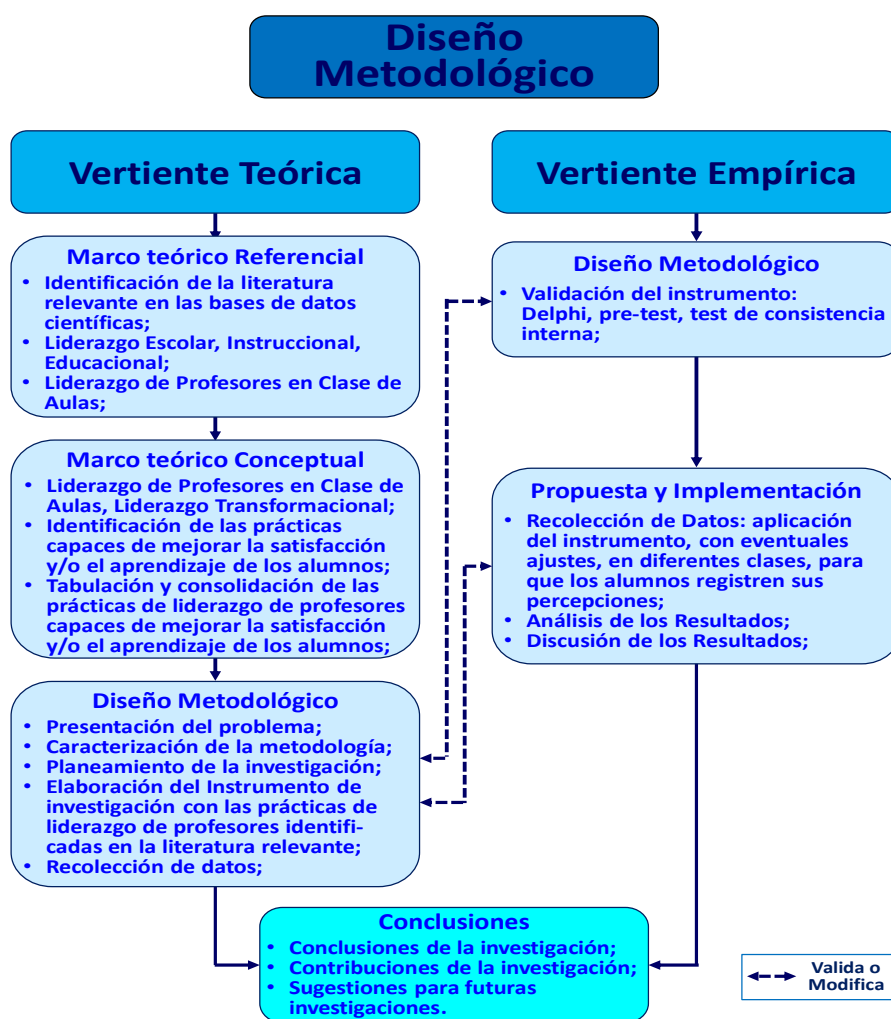 Diseño
Metodológico
Vertiente Teórica
Marco teórico Referencial
• Identificación de la literatura
relevante en las bases de datos
científicas;
• Liderazgo Escolar, Instruccional,
Educacional;
• Liderazgo de Profesores en Clase de
Aulas;
Marco teórico Conceptual
• Liderazgo de Profesores en Clase de
Aulas, Liderazgo Transformacional;
• Identificación de las prácticas
capaces de mejorar la satisfacción
y/o el aprendizaje de los alumnos;
• Tabulación y consolidación de las
prácticas de liderazgo de profesores
capaces de mejorar la satisfacción
y/o el aprendizaje de los alumnos;
Diseño Metodológico
• Presentación del problema;
• Caracterización de la metodología;
• Planeamiento de la investigación;
• Elaboración del Instrumento de
investigación con las prácticas de
liderazgo de profesores identifi-
cadas en la literatura relevante;
• Recolección de datos;
Vertiente Empírica
Diseño Metodológico
• Validación del instrumento:
Delphi, pre-test, test de consistencia
interna;
Propuesta y Implementación
• Recolección de Datos: aplicación
del instrumento, con eventuales
ajustes, en diferentes clases, para
que los alumnos registren sus
percepciones;
• Análisis de los Resultados;
• Discusión de los Resultados;
Conclusiones
• Conclusiones de la investigación;
• Contribuciones de la investigación;
• Sugestiones para futuras
investigaciones.
Valida o
Modifica